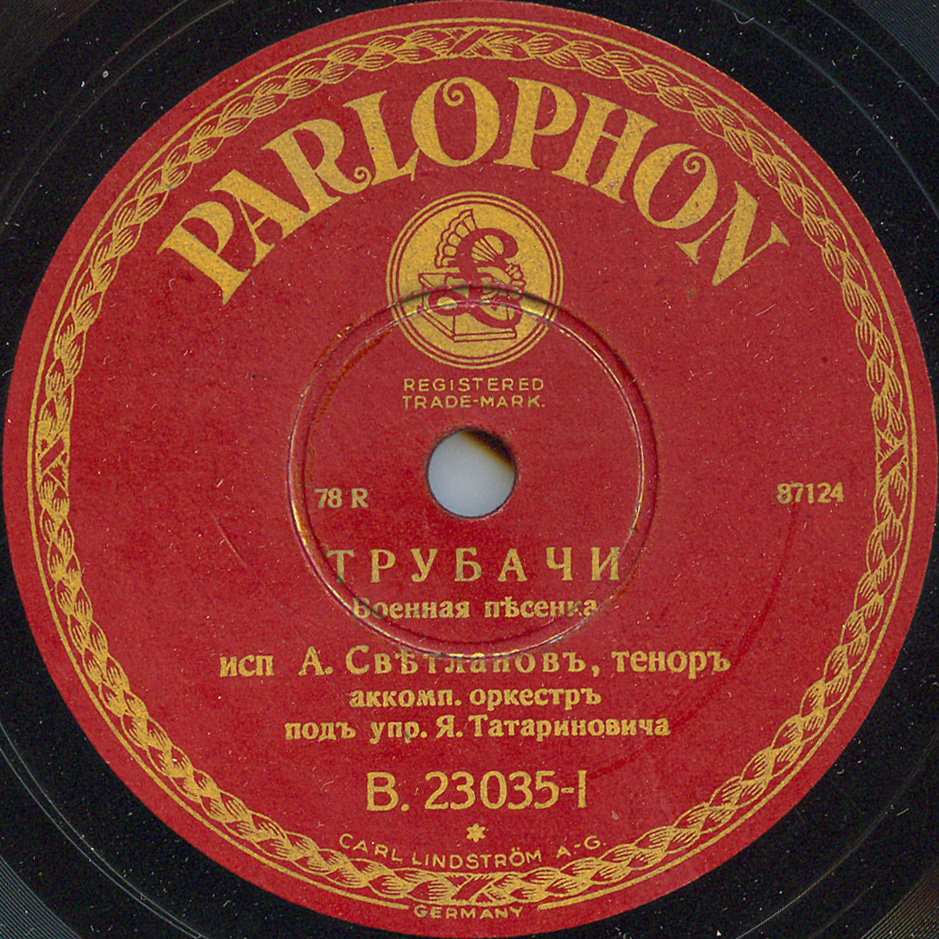 PARLOPHON
REGISTERED
TRADE-MARK.
78 R
87124
ТРУБАЧИ
Военная пѣсенка
исп А. Свѣтлановъ, теноръ
аккомп. оркестръ
подъ упр. Я. Татариновича
B. 23035-I
CARL LINDSTRÖM A-G.
GERMANY